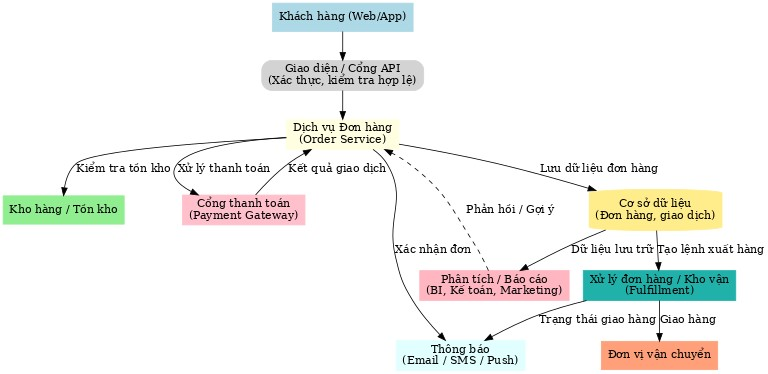 Khách hàng (Web/App)
Giao diện / Cổng API
(Xác thực, kiểm tra hợp lệ)
Dịch vụ Đơn hàng
(Order Service)
Kiểm tra tồn kho
Xử lý thanh toán
Kết quả giao dịch
Lưu dữ liệu đơn hàng
Kho hàng / Tồn kho
Cổng thanh toán
(Payment Gateway)
Phản hồi / Gợi ý
Cơ sở dữ liệu
(Đơn hàng, giao dịch)
Xác nhận đơn
Dữ liệu lưu trữ
Tạo lệnh xuất hàng
Phân tích / Báo cáo
(BI, Kế toán, Marketing)
Xử lý đơn hàng / Kho vận
(Fulfillment)
Trạng thái giao hàng
Giao hàng
Thông báo
(Email / SMS / Push)
Đơn vị vận chuyển